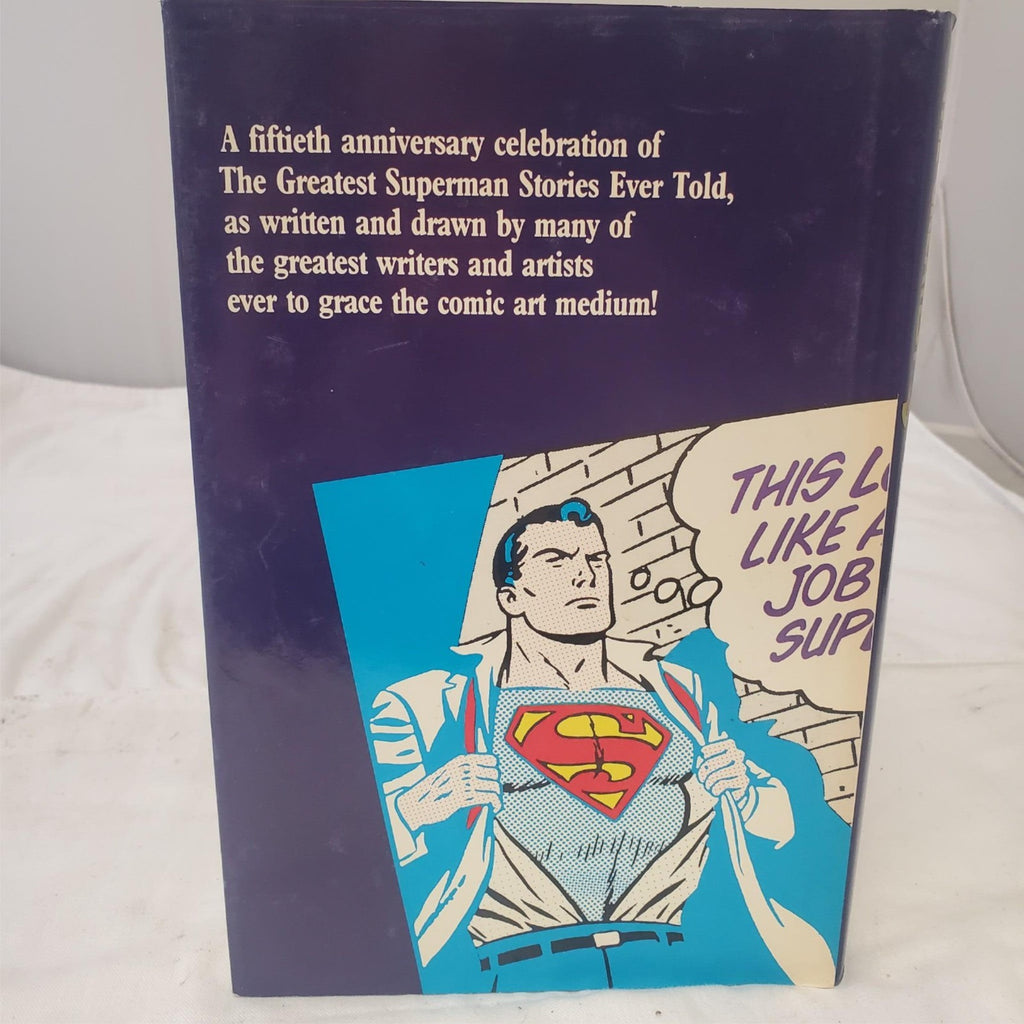 A fiftieth anniversary celebration of
The Greatest Superman Stories Ever Told,
as written and drawn by many of
the greatest writers and artists
ever to grace the comic art medium!
THIS L
LIKE A
JOB
SUP
S